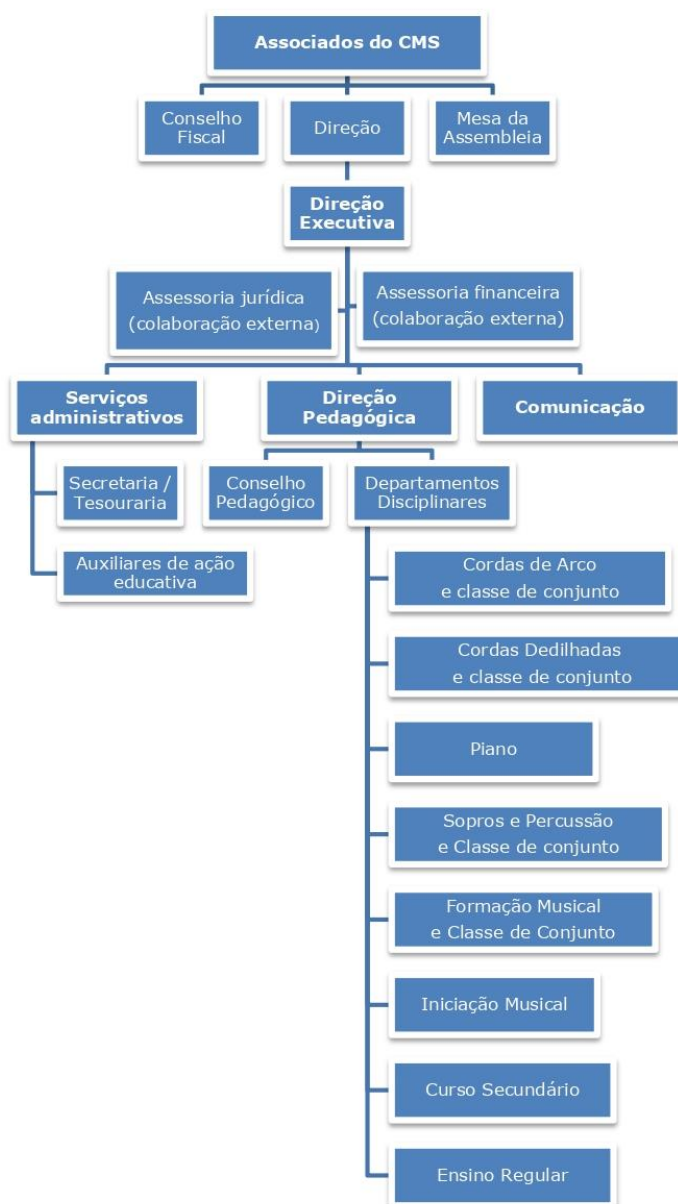 Associados do CMS
Conselho
Fiscal
Direção
Mesa da
Assembleia
Direção
Executiva
Assessoria jurídica
(colaboração externa)
Assessoria financeira
(colaboração externa)
Serviços
administrativos
Direção
Pedagógica
Comunicação
Secretaria /
Tesouraria
Auxiliares de ação
educativa
Conselho
Pedagógico
Departamentos
Disciplinares
Cordas de Arco
e classe de conjunto
Cordas Dedilhadas
e classe de conjunto
Piano
Sopros e Percussão
e Classe de conjunto
Formação Musical
e Classe de Conjunto
Iniciação Musical
Curso Secundário
Ensino Regular